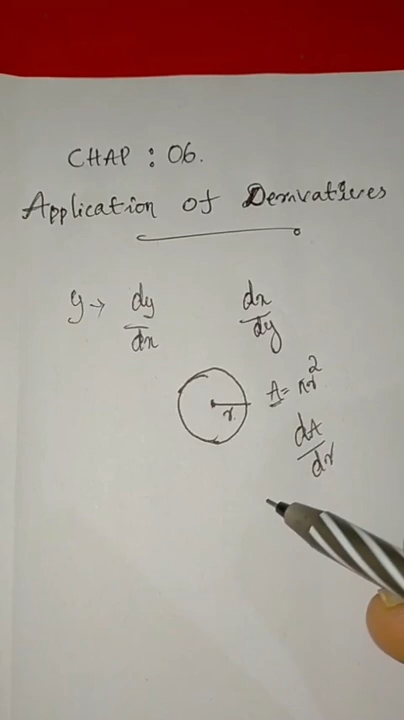 CHAP : 06.
Application of Derivatives
y → dy/dx dx/dy
r. A = πr²
dA/dr